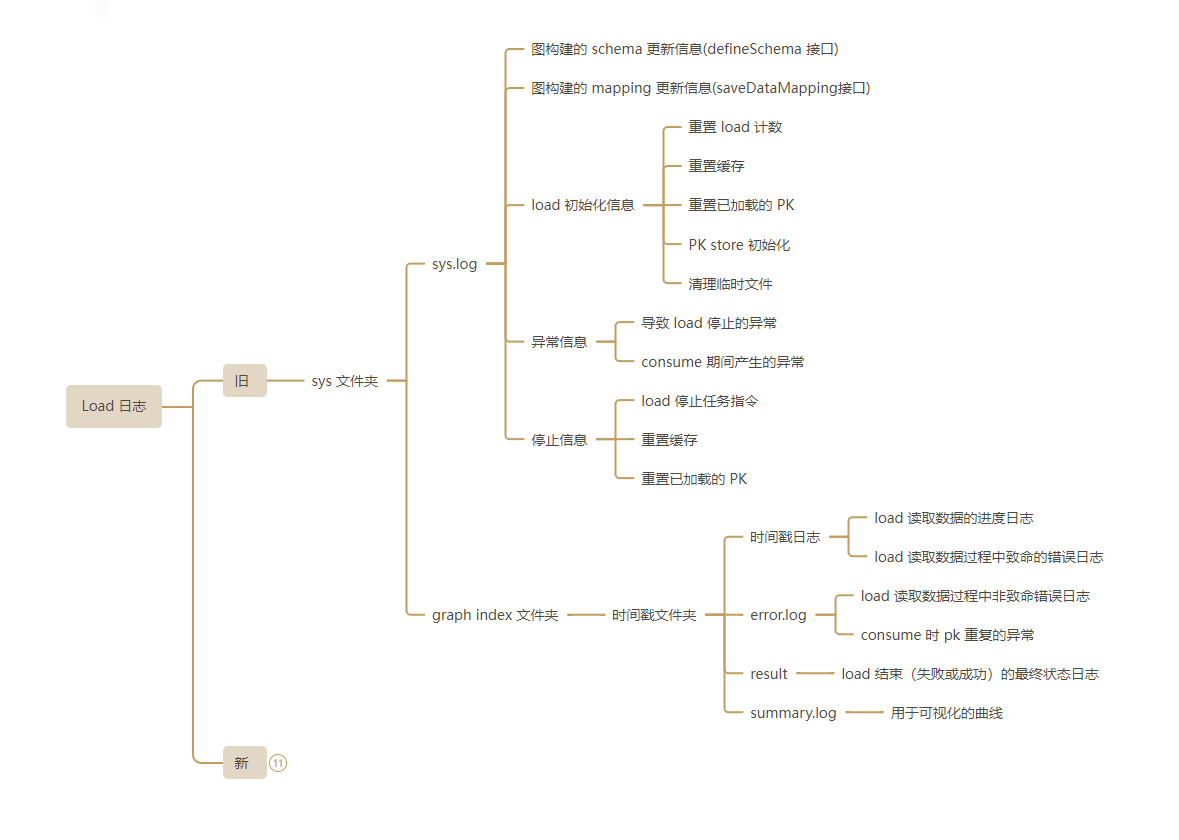 Load 日志
旧
sys 文件夹
sys.log
图构建的 schema 更新信息(defineSchema 接口)
图构建的 mapping 更新信息(saveDataMapping接口)
load 初始化信息
重置 load 计数
重置缓存
重置已加载的 PK
PK store 初始化
清理临时文件
异常信息
导致 load 停止的异常
consume 期间产生的异常
停止信息
load 停止任务指令
重置缓存
重置已加载的 PK
graph index 文件夹
时间戳文件夹
时间戳日志
load 读取数据的进度日志
load 读取数据过程中致命的错误日志
error.log
load 读取数据过程中非致命错误日志
consume 时 pk 重复的异常
result
load 结束（失败或成功）的最终状态日志
summary.log
用于可视化的曲线
新
11